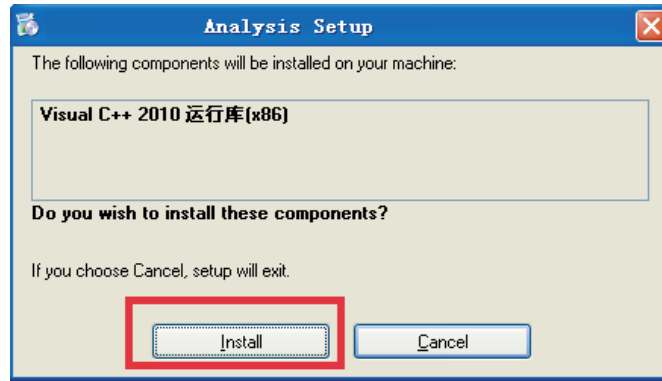 Analysis Setup
The following components will be installed on your machine:
Visual C++ 2010 运行库(x86)
Do you wish to install these components?
If you choose Cancel, setup will exit.
Install
Cancel